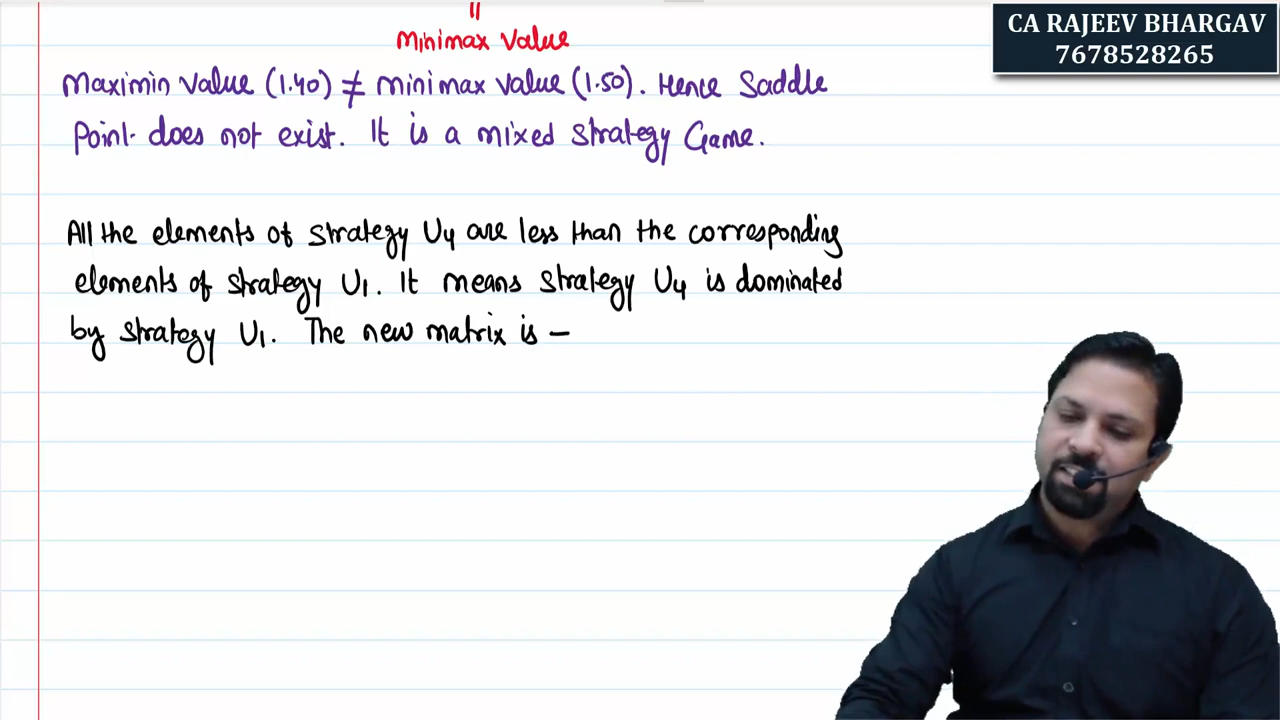 CA RAJEEV BHARGAV
7678528265
Minimax Value
Maximin Value (1.40) ≠ minimax value (1.50). Hence Saddle
Point does not exist. It is a mixed strategy Game.
All the elements of strategy U4 are less than the corresponding
elements of strategy U1. It means strategy U4 is dominated
by strategy U1. The new matrix is –